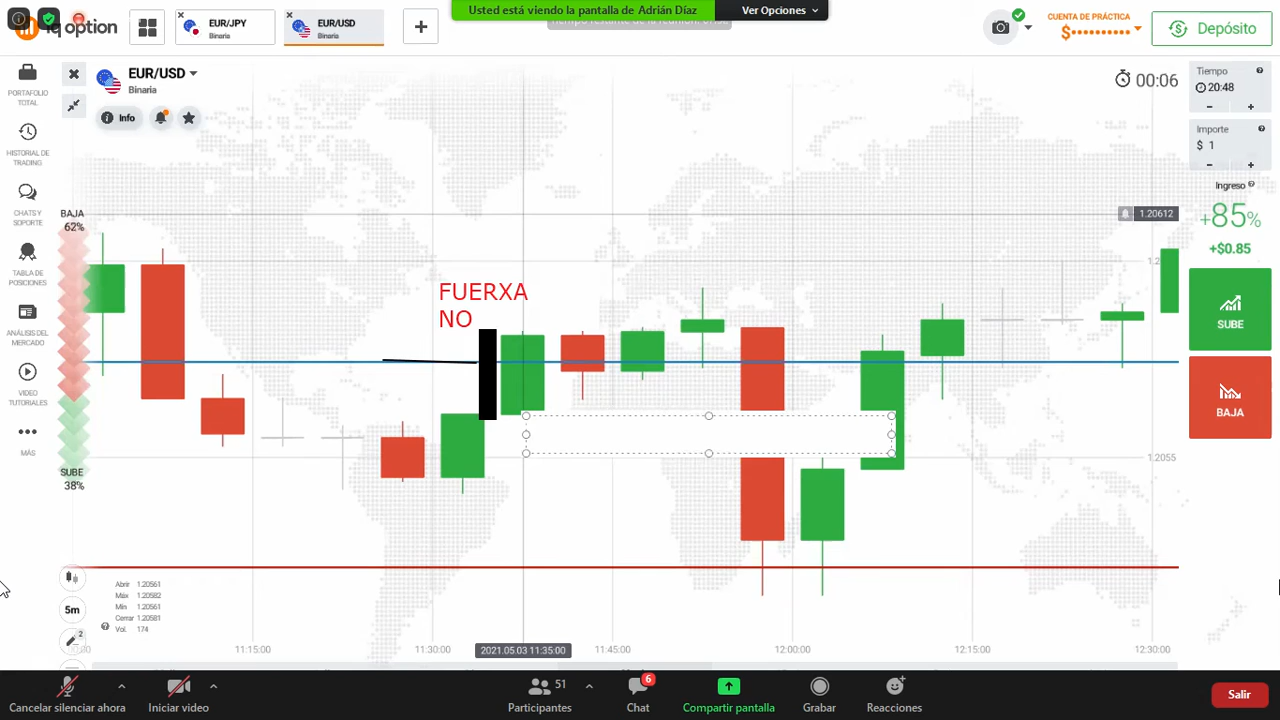 Usted está viendo la pantalla de Adrián Díaz
Ver Opciones
iq option
EUR/JPY
Binaria
EUR/USD
Binaria
CUENTA DE PRÁCTICA
$••••••••••
Depósito
PORTAFOLIO
TOTAL
HISTORIAL DE
TRADING
CHATS Y
SOPORTE
TABLA DE
POSICIONES
ANÁLISIS DEL
MERCADO
VIDEO
TUTORIALES
MÁS
EUR/USD
Binaria
Info
00:06
Tiempo
20:48
Importe
$ 1
Ingreso
+85%
+$0.85
SUBE
BAJA
BAJA
62%
SUBE
38%
1.20612
1.2055
FUERXA
NO
Abrir 1.20561
Máx 1.20582
Mín 1.20561
Cerrar 1.20581
Vol. 174
5m
2
11:15:00
11:30:00
2021.05.03 11:35:00
11:45:00
12:00:00
12:15:00
12:30:00
Cancelar silenciar ahora
Iniciar video
51
Participantes
6
Chat
Compartir pantalla
Grabar
Reacciones
Salir